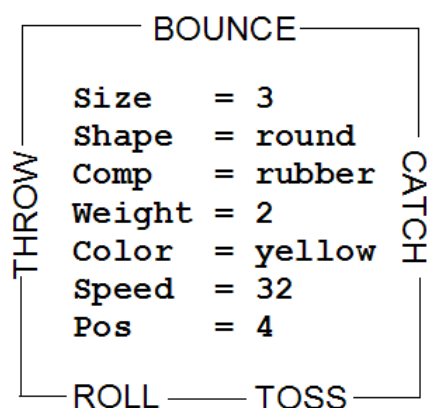 BOUNCE
Size = 3
Shape = round
Comp = rubber
Weight = 2
Color = yellow
Speed = 32
Pos = 4
THROW
CATCH
ROLL
TOSS